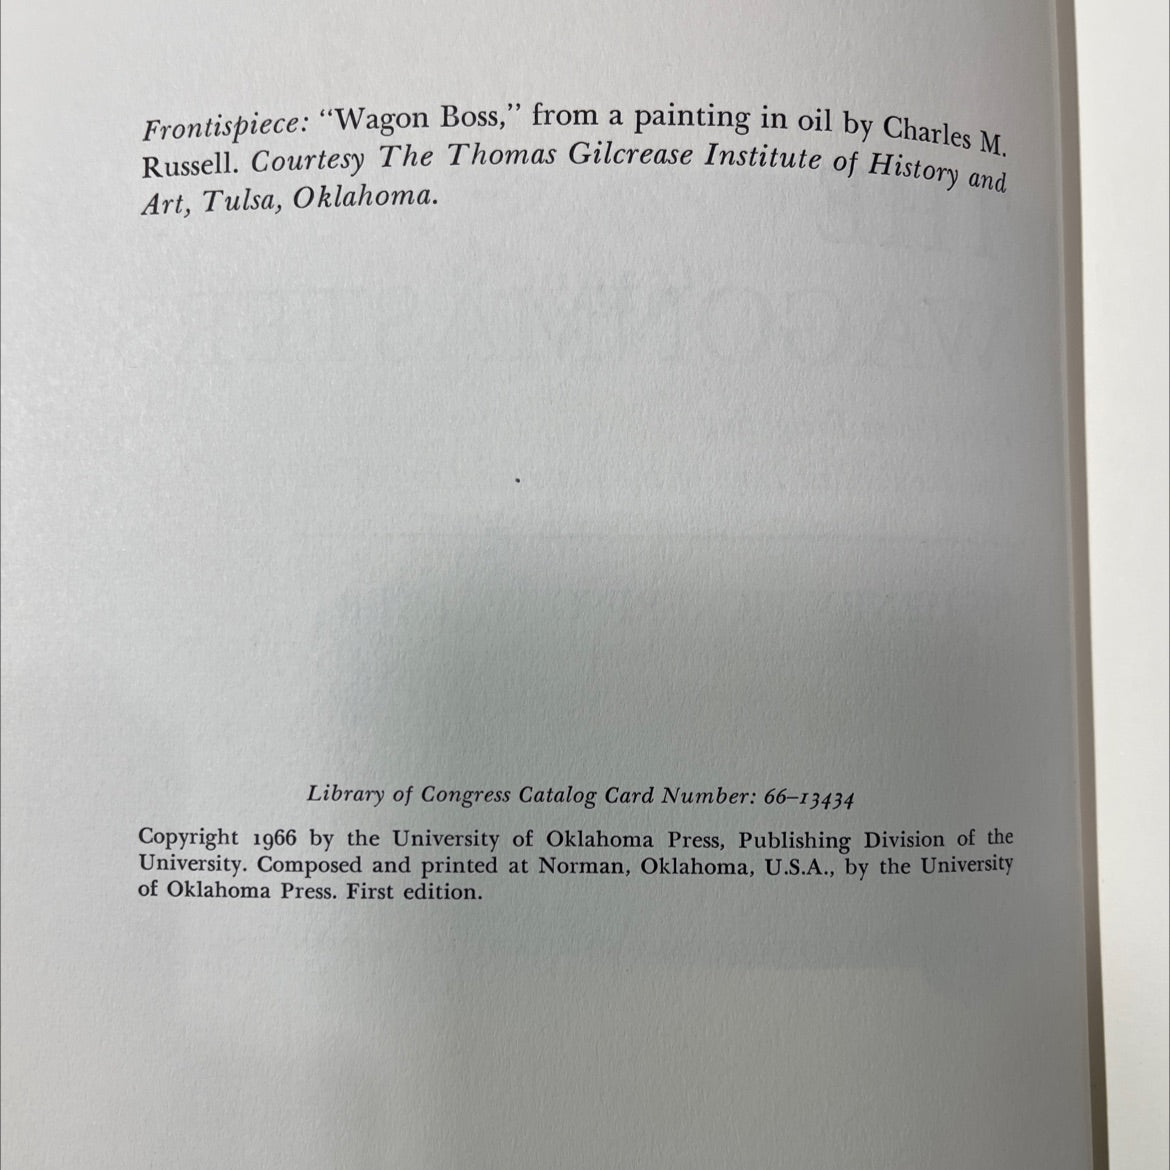 Frontispiece: “Wagon Boss,” from a painting in oil by Charles M.
Russell. Courtesy The Thomas Gilcrease Institute of History and
Art, Tulsa, Oklahoma.
Library of Congress Catalog Card Number: 66–13434
Copyright 1966 by the University of Oklahoma Press, Publishing Division of the
University. Composed and printed at Norman, Oklahoma, U.S.A., by the University
of Oklahoma Press. First edition.